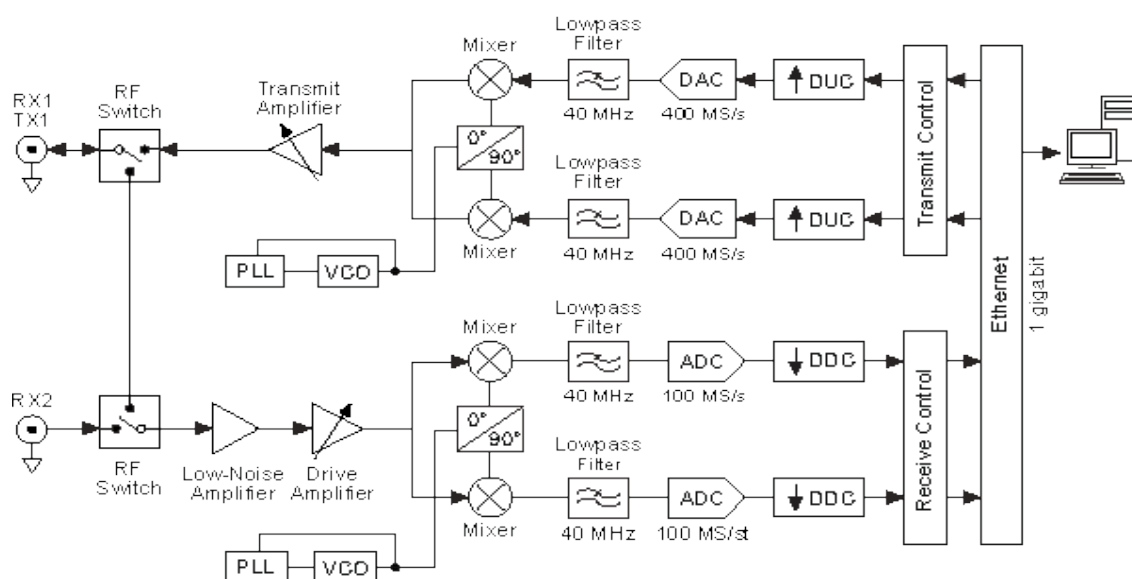 Mixer
Lowpass
Filter
40 MHz
DAC
400 MS/s
DUC
Transmit Control
Ethernet
1 gigabit
RX1
TX1
RF
Switch
Transmit
Amplifier
0°
90°
Mixer
Lowpass
Filter
40 MHz
DAC
400 MS/s
DUC
PLL
VCO
RX2
RF
Switch
Low-Noise
Amplifier
Drive
Amplifier
Mixer
Lowpass
Filter
40 MHz
ADC
100 MS/s
DDC
Receive Control
0°
90°
Mixer
Lowpass
Filter
40 MHz
ADC
100 MS/st
DDC
PLL
VCO